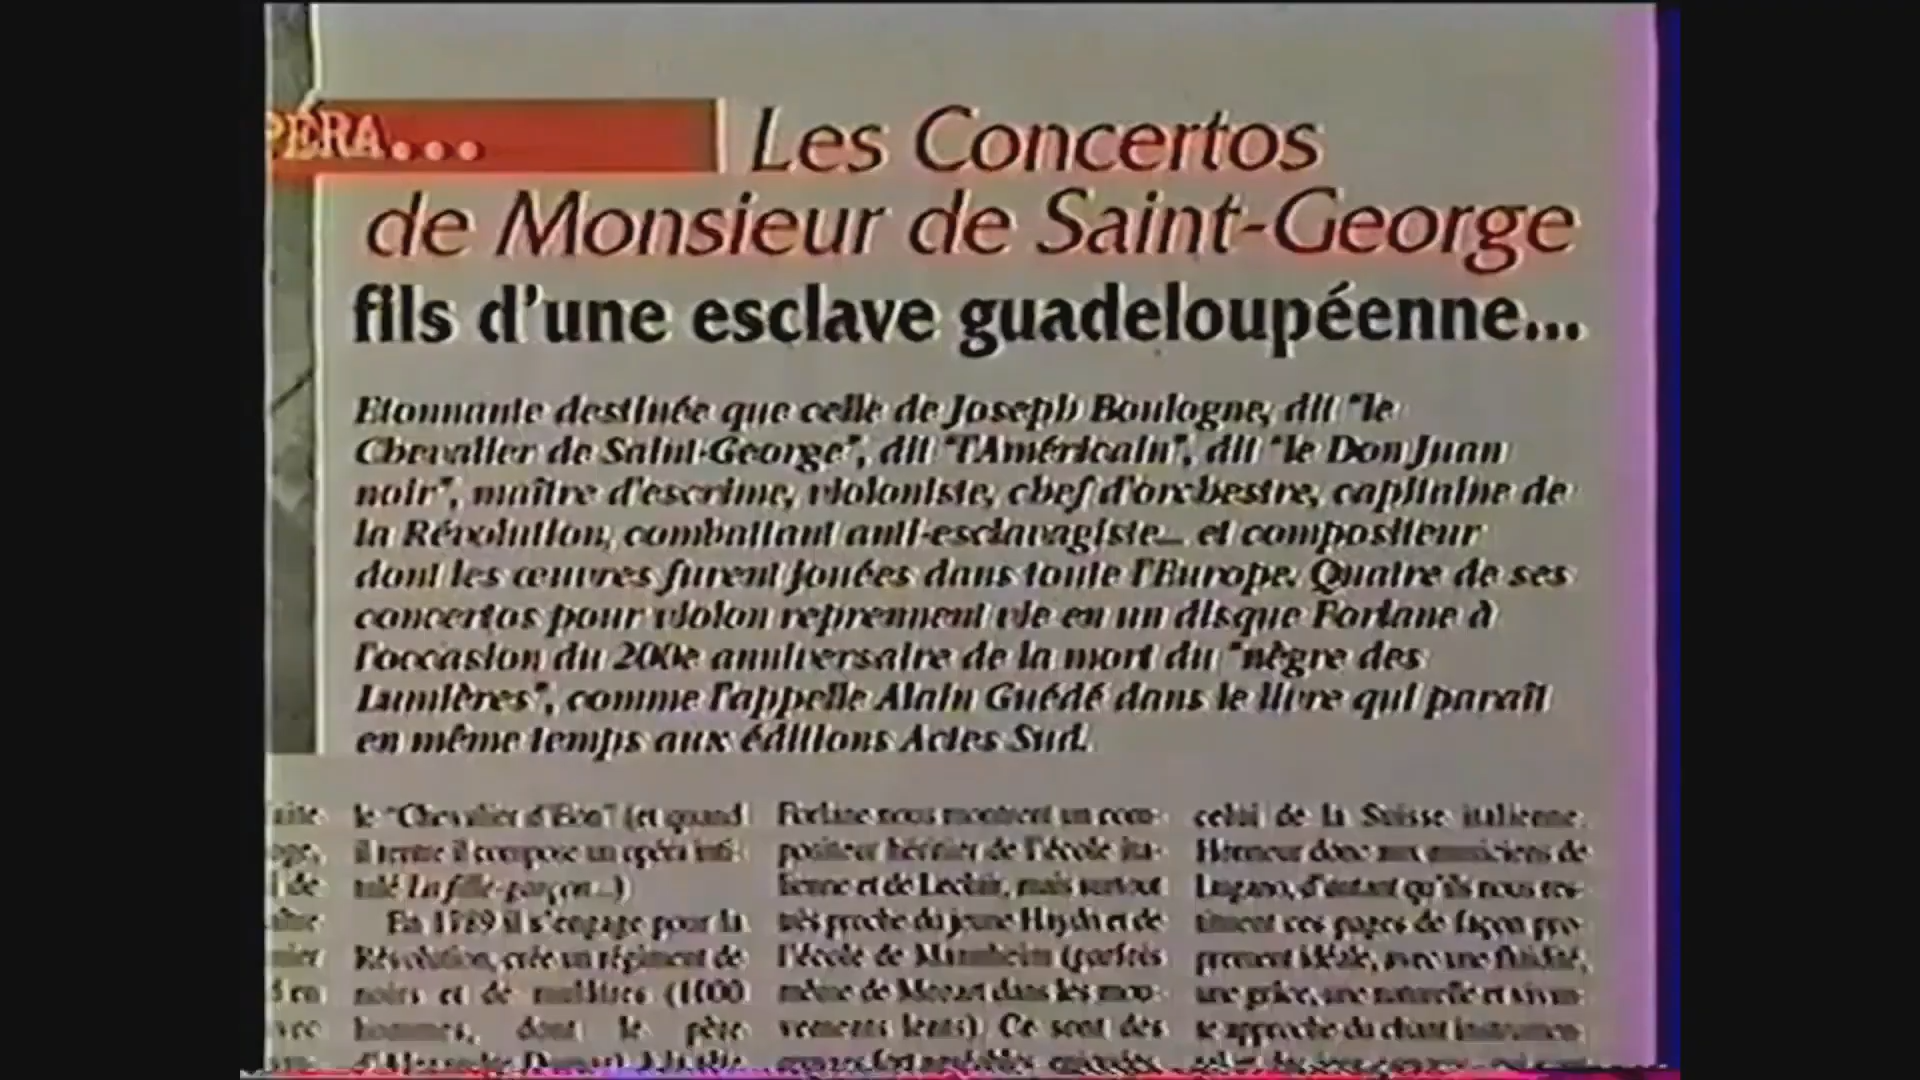 PÉRA...
Les Concertos
de Monsieur de Saint-George
fils d'une esclave guadeloupéenne...
Etonnante destinée que celle de Joseph Boulogne, dit "le
Chevalier de Saint-George", dit "l'Américain", dit "le Don Juan
noir", maître d'escrime, violoniste, chef d'orchestre, capitaine de
la Révolution, combattant anti-esclavagiste... et compositeur
dont les œuvres furent jouées dans toute l'Europe. Quatre de ses
concertos pour violon reprennent vie en un disque Forlane à
l'occasion du 200e anniversaire de la mort du "nègre des
Lumières", comme l'appelle Alain Guédé dans le livre qui paraît
en même temps aux éditions Actes Sud.
le "Chevalier d'Eon" (et quand
il rentre il compose un opéra inti-
tulé La fille-garçon...)
En 1789 il s'engage pour la
Révolution, crée un régiment de
noirs et de mulâtres (1000
hommes, dont le père
d'Alexandre Dumas) à la tête
Forlane nous montrent un com-
positeur héritier de l'école ita-
lienne et de Leclair, mais surtout
très proche du jeune Haydn et de
l'école de Mannheim (parfois
même de Mozart dans les mou-
vements lents). Ce sont des
celui de la Suisse italienne.
Honneur donc aux musiciens de
Lugano, d'autant qu'ils nous res-
tituent ces pages de façon pro-
prement idéale, avec une fluidité,
une grâce, une naturelle et
approche du chant instrumen-